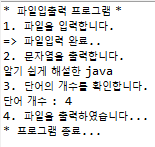 * 파일입출력 프로그램 *
1. 파일을 입력합니다.
=> 파일입력 완료..
2. 문자열을 출력합니다.
알기 쉽게 해설한 java
3. 단어의 개수를 확인합니다.
단어 개수 : 4
4. 파일을 출력하였습니다...
* 프로그램 종료...